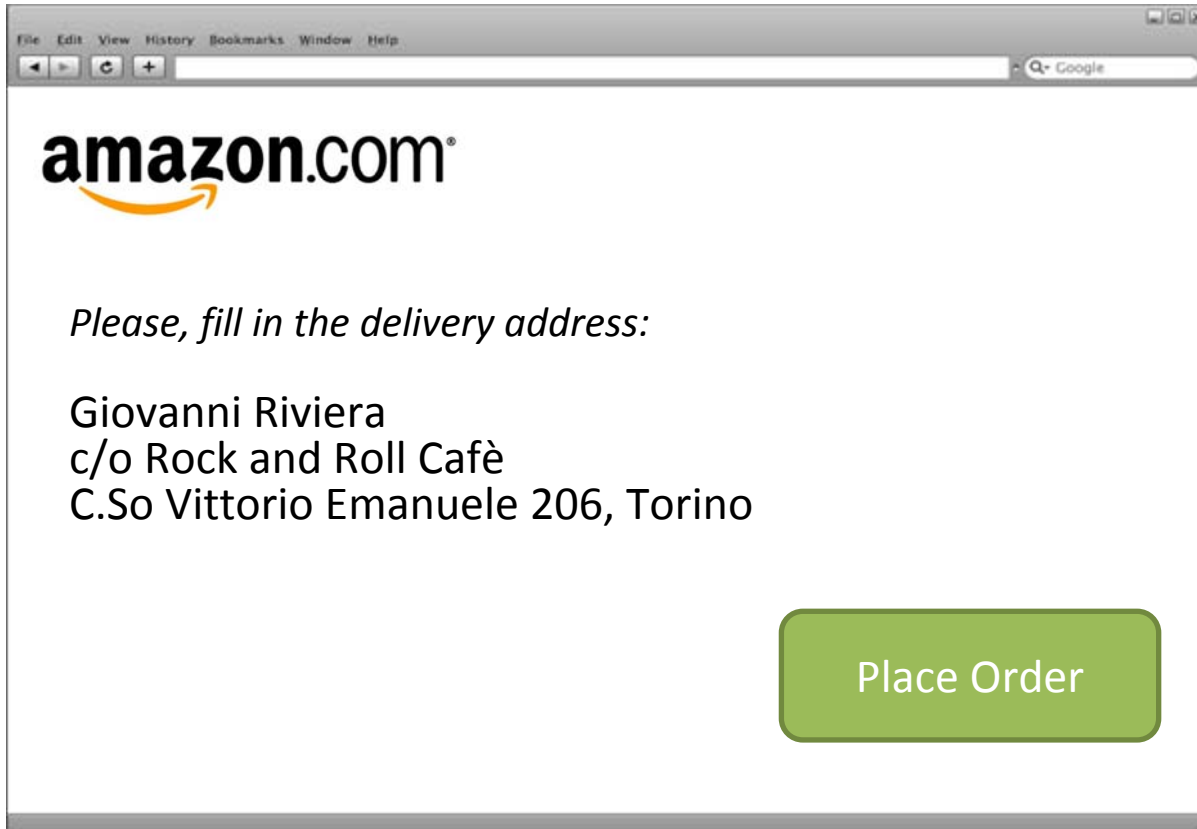 File Edit View History Bookmarks Window Help
Google
amazon.com®
Please, fill in the delivery address:
Giovanni Riviera
c/o Rock and Roll Cafè
C.So Vittorio Emanuele 206, Torino
Place Order